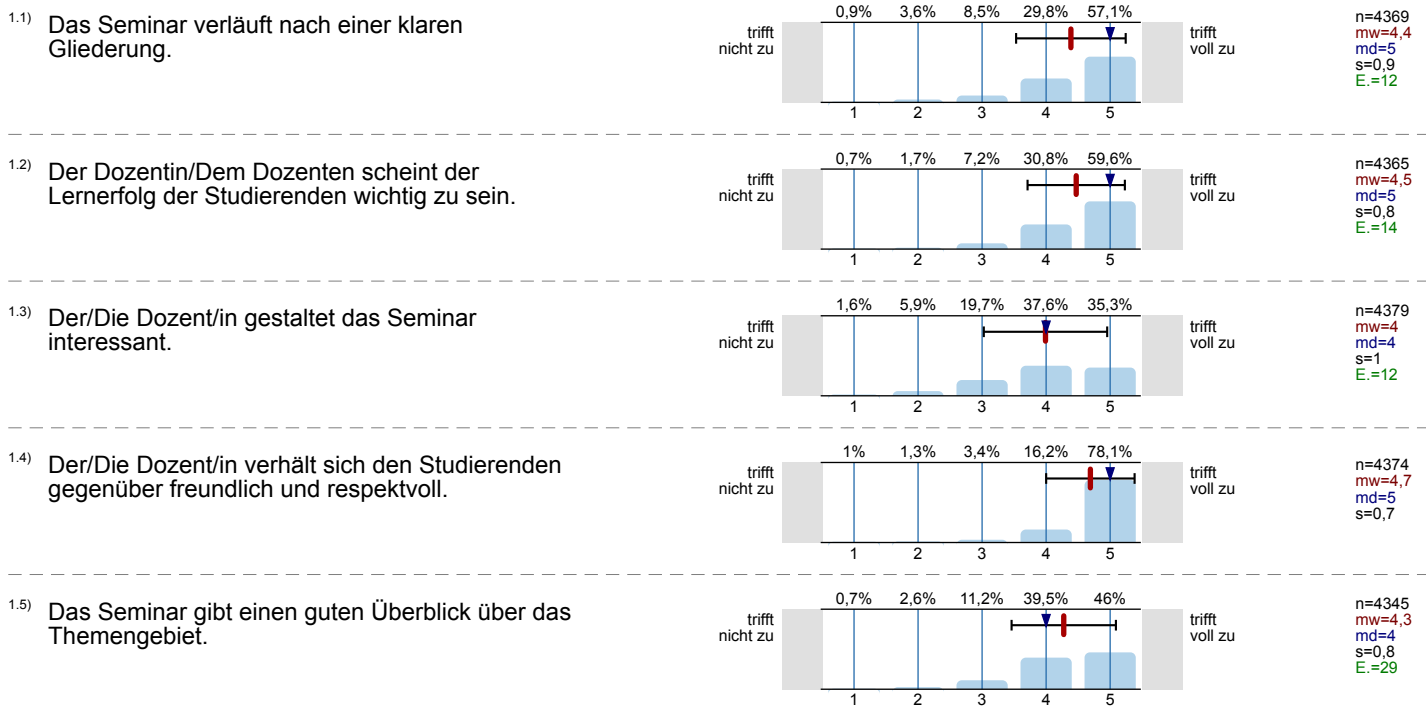 1.1) Das Seminar verläuft nach einer klaren
Gliederung.
trifft
nicht zu
0,9% 3,6% 8,5% 29,8% 57,1%
1 2 3 4 5
trifft
voll zu
n=4369
mw=4,4
md=5
s=0,9
E.=12
1.2) Der Dozentin/Dem Dozenten scheint der
Lernerfolg der Studierenden wichtig zu sein.
trifft
nicht zu
0,7% 1,7% 7,2% 30,8% 59,6%
1 2 3 4 5
trifft
voll zu
n=4365
mw=4,5
md=5
s=0,8
E.=14
1.3) Der/Die Dozent/in gestaltet das Seminar
interessant.
trifft
nicht zu
1,6% 5,9% 19,7% 37,6% 35,3%
1 2 3 4 5
trifft
voll zu
n=4379
mw=4
md=4
s=1
E.=12
1.4) Der/Die Dozent/in verhält sich den Studierenden
gegenüber freundlich und respektvoll.
trifft
nicht zu
1% 1,3% 3,4% 16,2% 78,1%
1 2 3 4 5
trifft
voll zu
n=4374
mw=4,7
md=5
s=0,7
1.5) Das Seminar gibt einen guten Überblick über das
Themengebiet.
trifft
nicht zu
0,7% 2,6% 11,2% 39,5% 46%
1 2 3 4 5
trifft
voll zu
n=4345
mw=4,3
md=4
s=0,8
E.=29